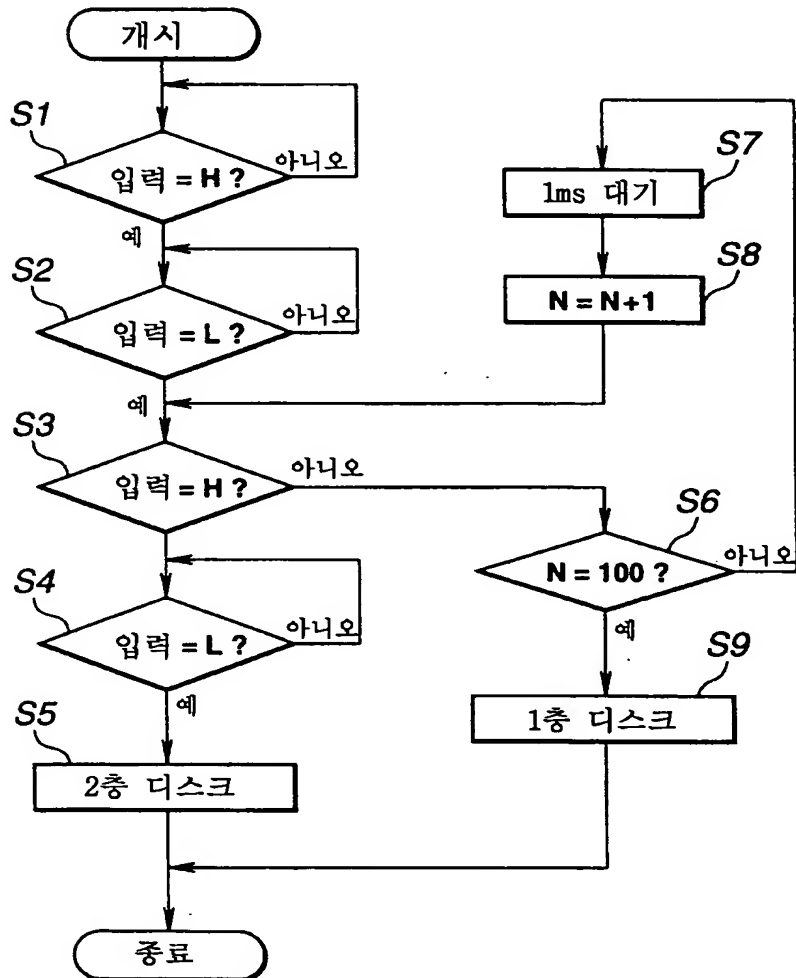 개시
S1
입력 = H ?
아니오
예
S2
입력 = L ?
아니오
예
S3
입력 = H ?
아니오
S4
입력 = L ?
아니오
예
S5
2층 디스크
S6
N = 100 ?
아니오
예
S7
1ms 대기
S8
N = N+1
S9
1층 디스크
종료